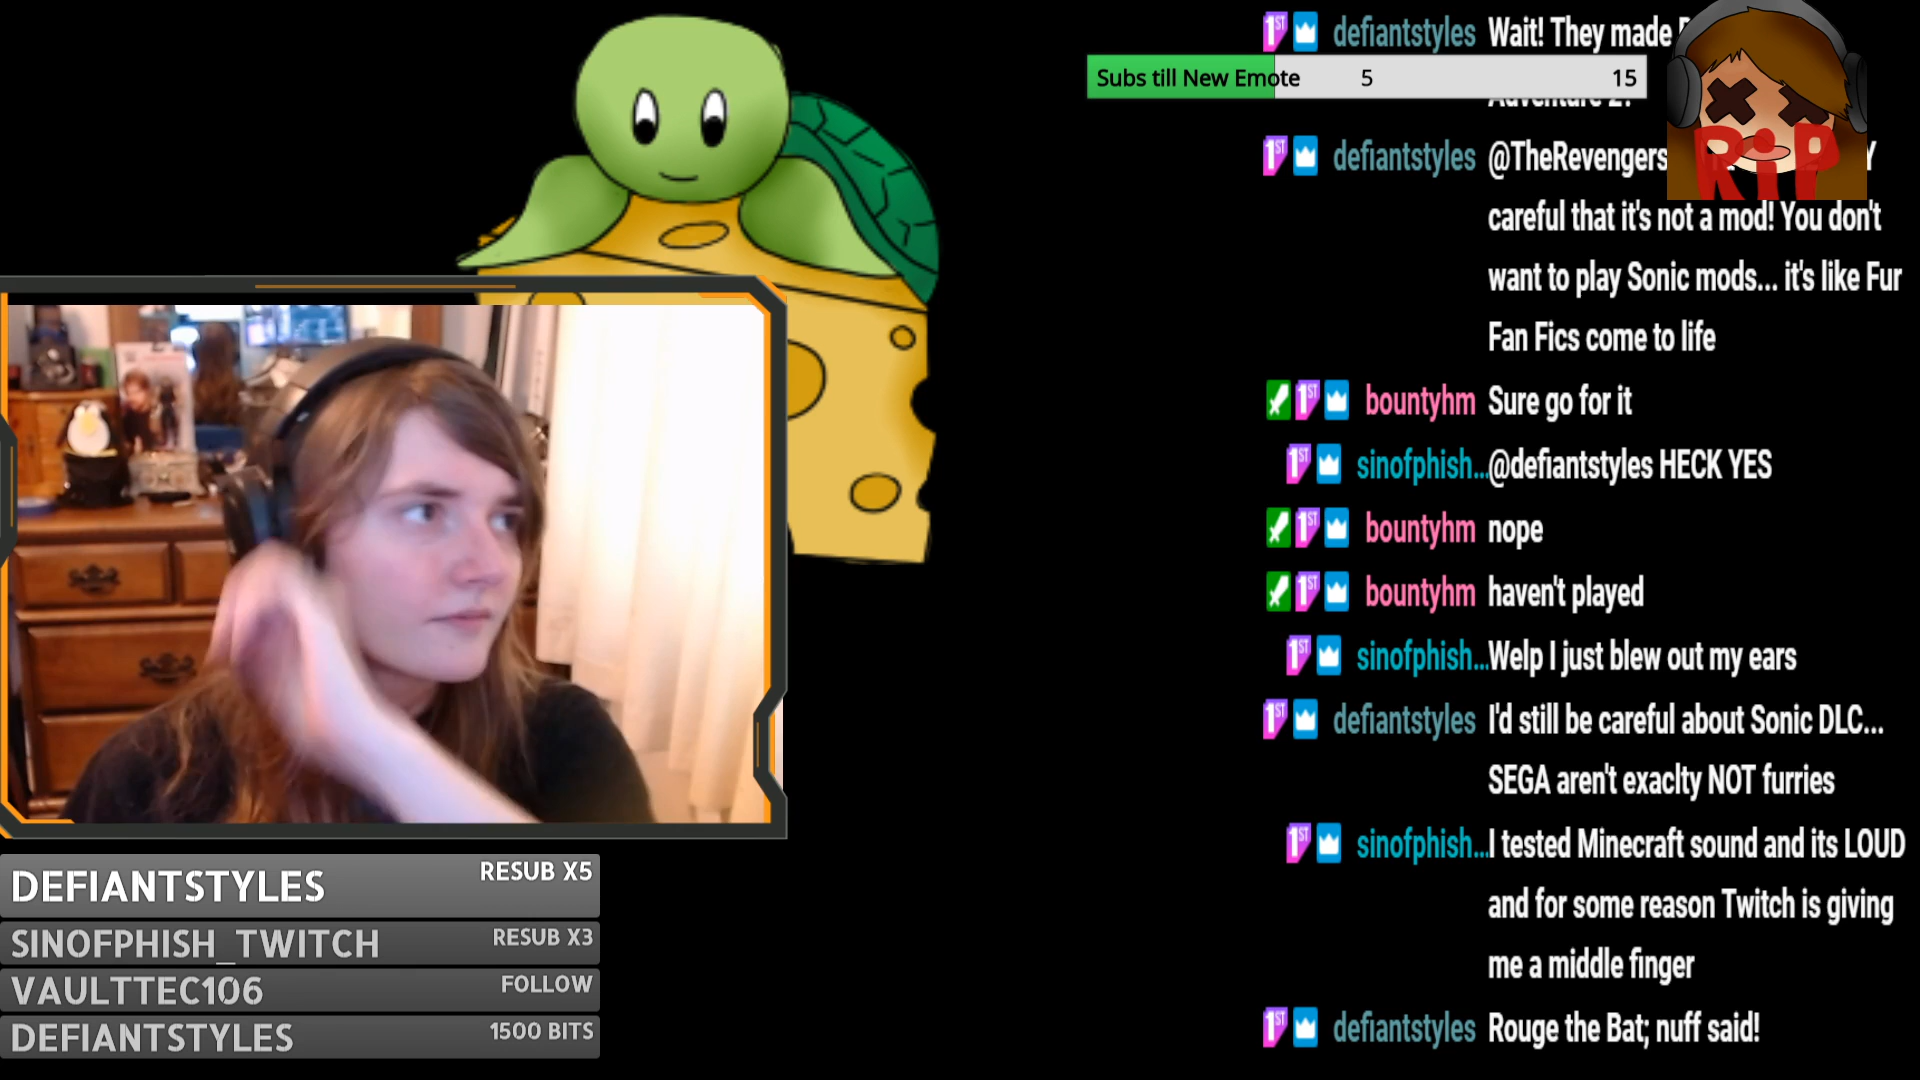 defiantstyles Wait! They made
Subs till New Emote 5 15
Adventure 2!
defiantstyles @TheRevengers
careful that it's not a mod! You don't
want to play Sonic mods... it's like Fur
Fan Fics come to life
RiP
bountyhm Sure go for it
sinofphish...@defiantstyles HECK YES
bountyhm nope
bountyhm haven't played
sinofphish...Welp I just blew out my ears
defiantstyles I'd still be careful about Sonic DLC...
SEGA aren't exaclty NOT furries
sinofphish...I tested Minecraft sound and its LOUD
and for some reason Twitch is giving
me a middle finger
defiantstyles Rouge the Bat; nuff said!
DEFIANTSTYLES RESUB X5
SINOFPHISH_TWITCH RESUB X3
VAULTTEC106 FOLLOW
DEFIANTSTYLES 1500 BITS